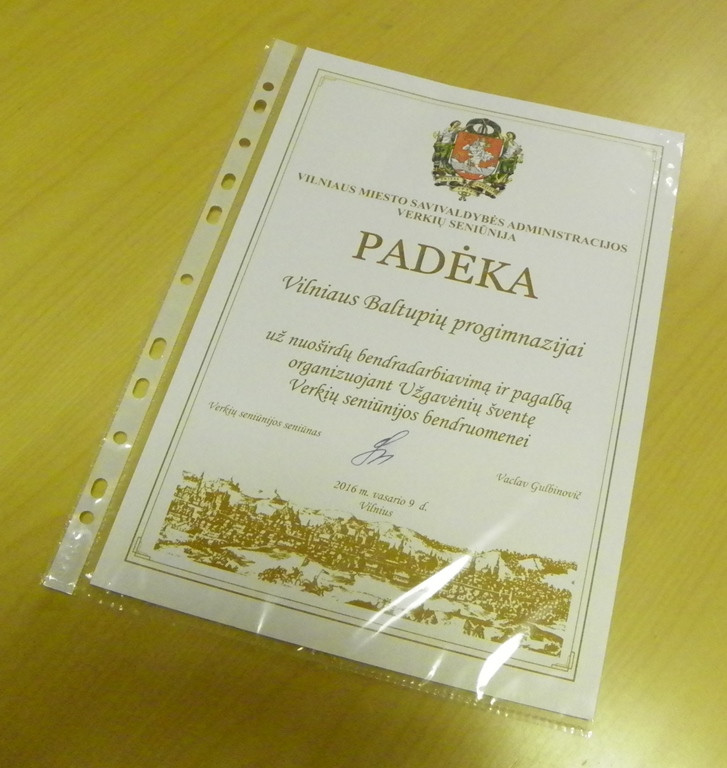 VILNIAUS MIESTO SAVIVALDYBĖS ADMINISTRACIJOS
VERKIŲ SENIŪNIJA
PADĖKA
Vilniaus Baltupių progimnazijai
už nuoširdų bendradarbiavimą ir pagalbą
organizuojant Užgavėnių šventę
Verkių seniūnijos bendruomenei
Verkių seniūnijos seniūnas
Vaclav Gulbinovič
2016 m. vasario 9 d.
Vilnius